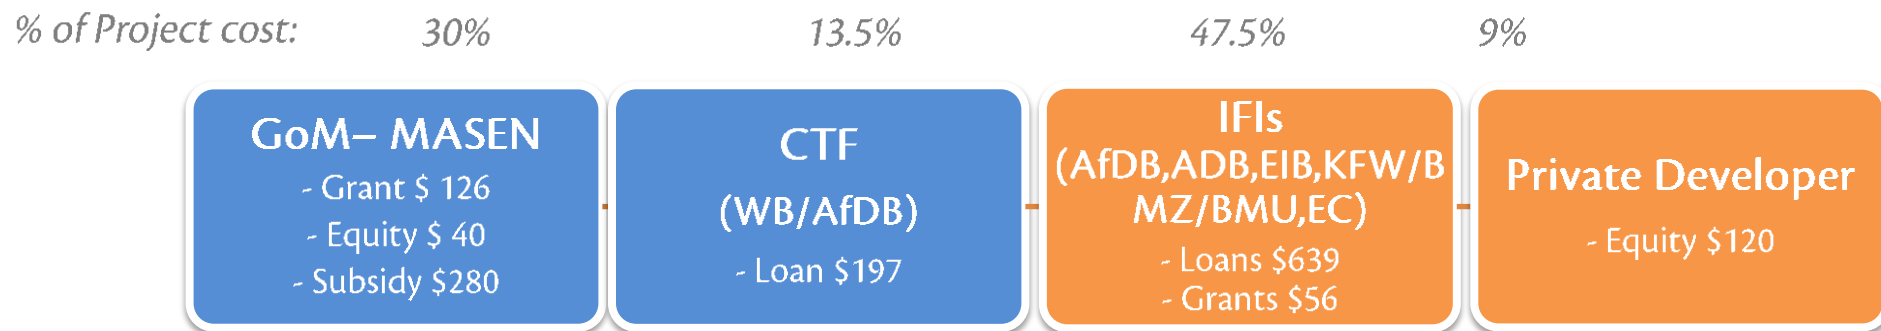 % of Project cost: 30% 13.5% 47.5% 9%
GoM– MASEN
- Grant $ 126
- Equity $ 40
- Subsidy $280
CTF
(WB/AfDB)
- Loan $197
IFIs
(AfDB,ADB,EIB,KFW/B
MZ/BMU,EC)
- Loans $639
- Grants $56
Private Developer
- Equity $120